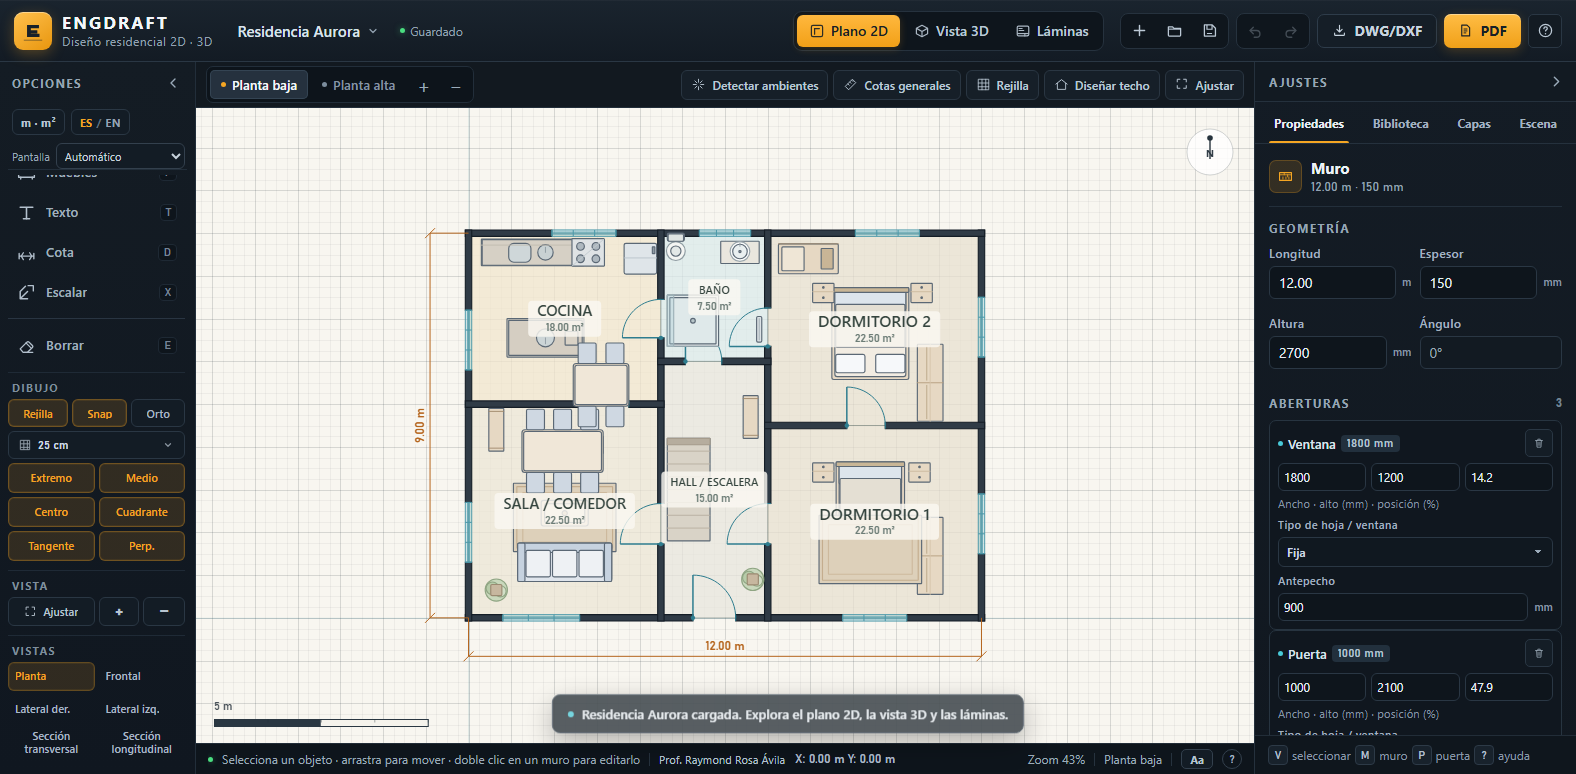 E
ENGDRAFT
Diseño residencial 2D · 3D
Residencia Aurora
Guardado
Plano 2D
Vista 3D
Láminas
DWG/DXF
PDF
OPCIONES
m · m²
ES / EN
Pantalla
Automático
Muebles
Texto
T
Cota
D
Escalar
X
Borrar
E
DIBUJO
Rejilla
Snap
Orto
25 cm
Extremo
Medio
Centro
Cuadrante
Tangente
Perp.
VISTA
Ajustar
+
−
VISTAS
Planta
Frontal
Lateral der.
Lateral izq.
Sección transversal
Sección longitudinal
Planta baja
Planta alta
+
−
Detectar ambientes
Cotas generales
Rejilla
Diseñar techo
Ajustar
N
COCINA
18.00 m²
BAÑO
7.50 m²
DORMITORIO 2
22.50 m²
9.00 m
HALL / ESCALERA
15.00 m²
SALA / COMEDOR
22.50 m²
DORMITORIO 1
22.50 m²
12.00 m
5 m
Residencia Aurora cargada. Explora el plano 2D, la vista 3D y las láminas.
Selecciona un objeto · arrastra para mover · doble clic en un muro para editarlo
Prof. Raymond Rosa Ávila
X: 0.00 m Y: 0.00 m
Zoom 43%
Planta baja
Aa
?
AJUSTES
Propiedades
Biblioteca
Capas
Escena
Muro
12.00 m · 150 mm
GEOMETRÍA
Longitud
Espesor
12.00 m
150 mm
Altura
Ángulo
2700 mm
0°
ABERTURAS
3
Ventana 1800 mm
1800
1200
14.2
Ancho · alto (mm) · posición (%)
Tipo de hoja / ventana
Fija
Antepecho
900 mm
Puerta 1000 mm
1000
2100
47.9
Ancho · alto (mm) · posición (%)
Tipo de hoja / ventana
V seleccionar M muro P puerta ? ayuda